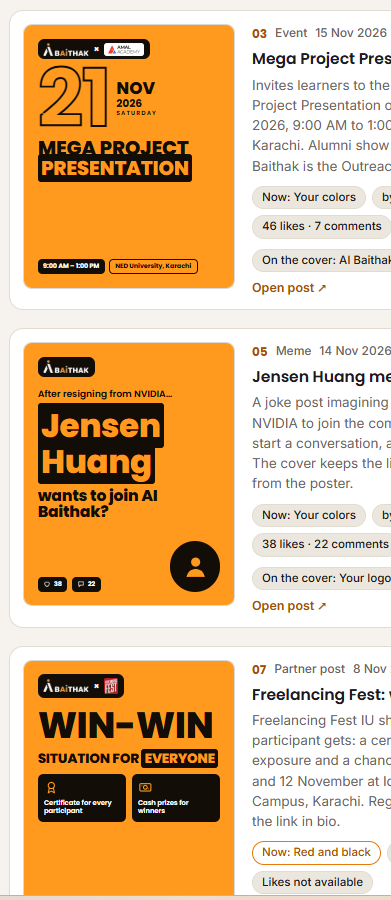 ABAiTHAK × AMAL ACADEMY
21 NOV
2026
SATURDAY
MEGA PROJECT
PRESENTATION
9:00 AM – 1:00 PM NED University, Karachi
03 Event 15 Nov 2026
Mega Project Pres
Invites learners to the
Project Presentation o
2026, 9:00 AM to 1:00
Karachi. Alumni show
Baithak is the Outreac
Now: Your colors by
46 likes · 7 comments
On the cover: AI Baithak
Open post ↗
ABAiTHAK
After resigning from NVIDIA...
Jensen
Huang
wants to join AI
Baithak?
38 22
05 Meme 14 Nov 2026
Jensen Huang me
A joke post imagining
NVIDIA to join the com
start a conversation, a
The cover keeps the li
from the poster.
Now: Your colors by
38 likes · 22 comments
On the cover: Your logo
Open post ↗
ABAiTHAK ×
WIN-WIN
SITUATION FOR EVERYONE
Certificate for every
participant
Cash prizes for
winners
07 Partner post 8 Nov
Freelancing Fest: w
Freelancing Fest IU sh
participant gets: a cer
exposure and a chanc
and 12 November at Ic
Campus, Karachi. Reg
the link in bio.
Now: Red and black
Likes not available